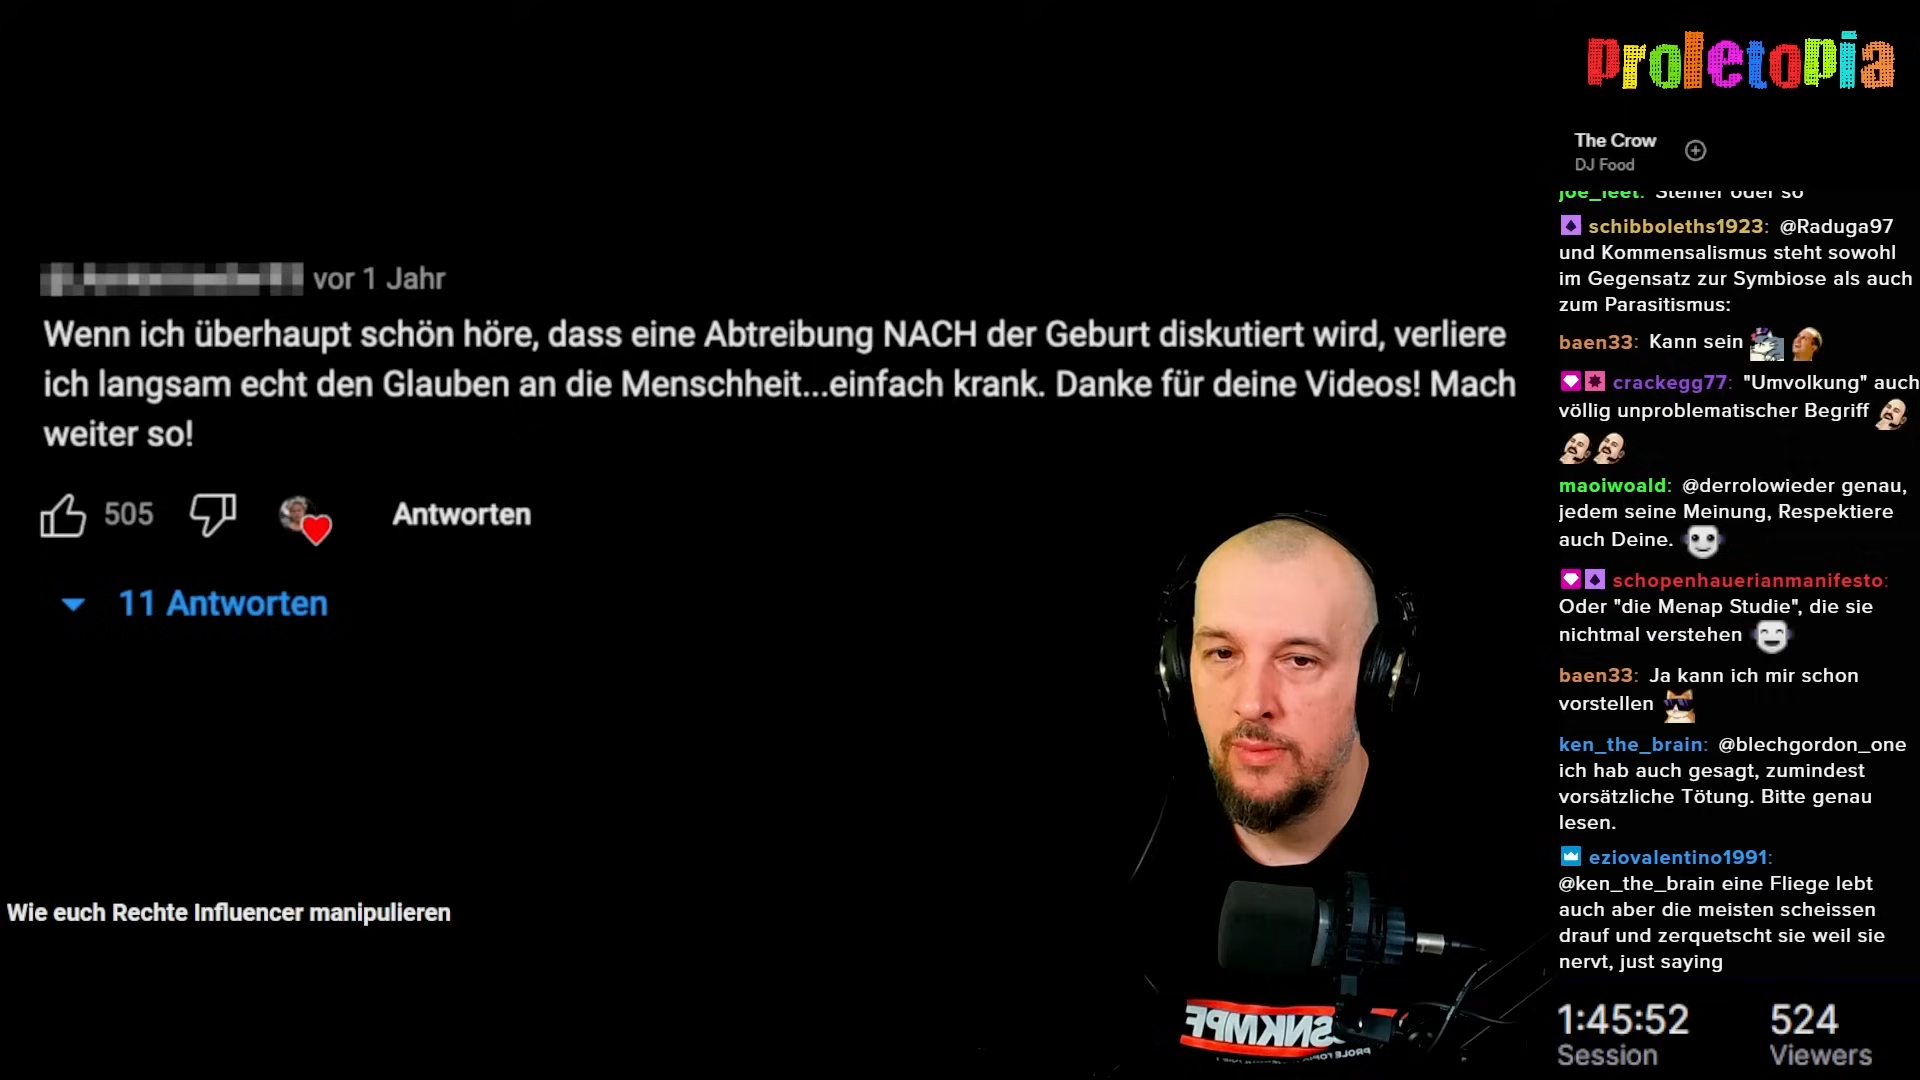 vor 1 Jahr
Wenn ich überhaupt schön höre, dass eine Abtreibung NACH der Geburt diskutiert wird, verliere
ich langsam echt den Glauben an die Menschheit...einfach krank. Danke für deine Videos! Mach
weiter so!
505
Antworten
11 Antworten
Wie euch Rechte Influencer manipulieren
SNKMPF
PROLETOPIA
Proletopia
The Crow
DJ Food
joe_leet: Steiner oder so
schibboleths1923: @Raduga97
und Kommensalismus steht sowohl
im Gegensatz zur Symbiose als auch
zum Parasitismus:
baen33: Kann sein
crackegg77: "Umvolkung" auch
völlig unproblematischer Begriff
maoiwoald: @derrolowieder genau,
jedem seine Meinung, Respektiere
auch Deine.
schopenhauerianmanifesto:
Oder "die Menap Studie", die sie
nichtmal verstehen
baen33: Ja kann ich mir schon
vorstellen
ken_the_brain: @blechgordon_one
ich hab auch gesagt, zumindest
vorsätzliche Tötung. Bitte genau
lesen.
eziovalentino1991:
@ken_the_brain eine Fliege lebt
auch aber die meisten scheissen
drauf und zerquetscht sie weil sie
nervt, just saying
1:45:52
Session
524
Viewers